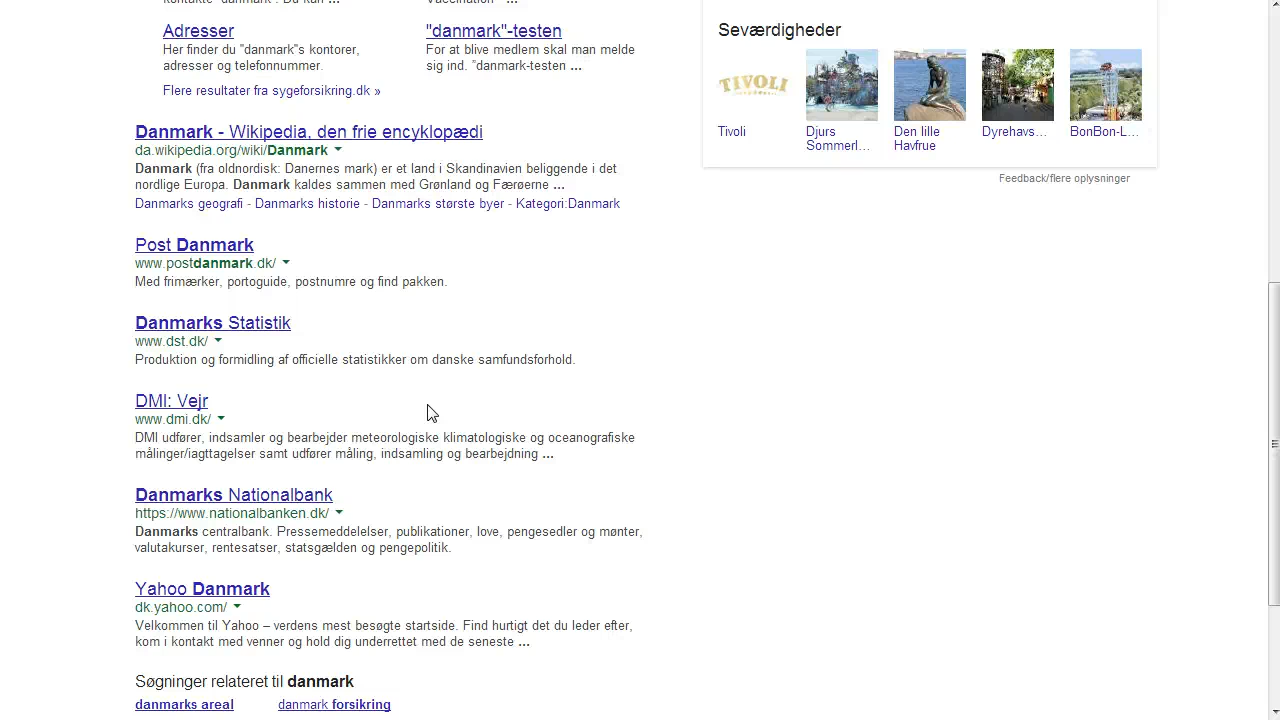 kontakte "danmark". Du kan ...
Vaccination - ...
Adresser
Her finder du "danmark"s kontorer,
adresser og telefonnummer.
"danmark"-testen
For at blive medlem skal man melde
sig ind. "danmark-testen ...
Flere resultater fra sygeforsikring.dk »
Danmark - Wikipedia, den frie encyklopædi
da.wikipedia.org/wiki/Danmark
Danmark (fra oldnordisk: Danernes mark) er et land i Skandinavien beliggende i det
nordlige Europa. Danmark kaldes sammen med Grønland og Færøerne ...
Danmarks geografi - Danmarks historie - Danmarks største byer - Kategori:Danmark
Post Danmark
www.postdanmark.dk/
Med frimærker, portoguide, postnumre og find pakken.
Danmarks Statistik
www.dst.dk/
Produktion og formidling af officielle statistikker om danske samfundsforhold.
DMI: Vejr
www.dmi.dk/
DMI udfører, indsamler og bearbejder meteorologiske klimatologiske og oceanografiske
målinger/iagttagelser samt udfører måling, indsamling og bearbejdning ...
Danmarks Nationalbank
https://www.nationalbanken.dk/
Danmarks centralbank. Pressemeddelelser, publikationer, love, pengesedler og mønter,
valutakurser, rentesatser, statsgælden og pengepolitik.
Yahoo Danmark
dk.yahoo.com/
Velkommen til Yahoo – verdens mest besøgte startside. Find hurtigt det du leder efter,
kom i kontakt med venner og hold dig underrettet med de seneste ...
Søgninger relateret til danmark
danmarks areal
danmark forsikring
Seværdigheder
TIVOLI
Tivoli
Djurs
Sommerl...
Den lille
Havfrue
Dyrehavs...
BonBon-L...
Feedback/flere oplysninger